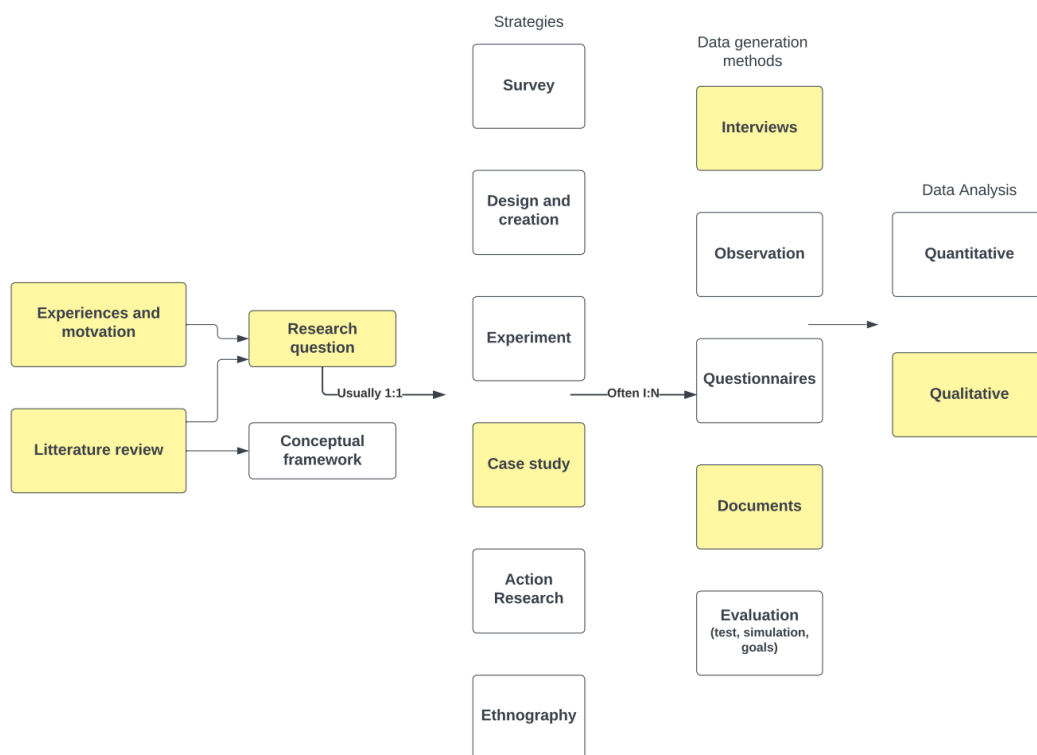 Strategies
Survey
Design and
creation
Experiment
Case study
Action
Research
Ethnography
Data generation
methods
Interviews
Observation
Questionnaires
Documents
Evaluation
(test, simulation,
goals)
Data Analysis
Quantitative
Qualitative
Experiences and
motvation
Litterature review
Research
question
Conceptual
framework
Usually 1:1
Often I:N